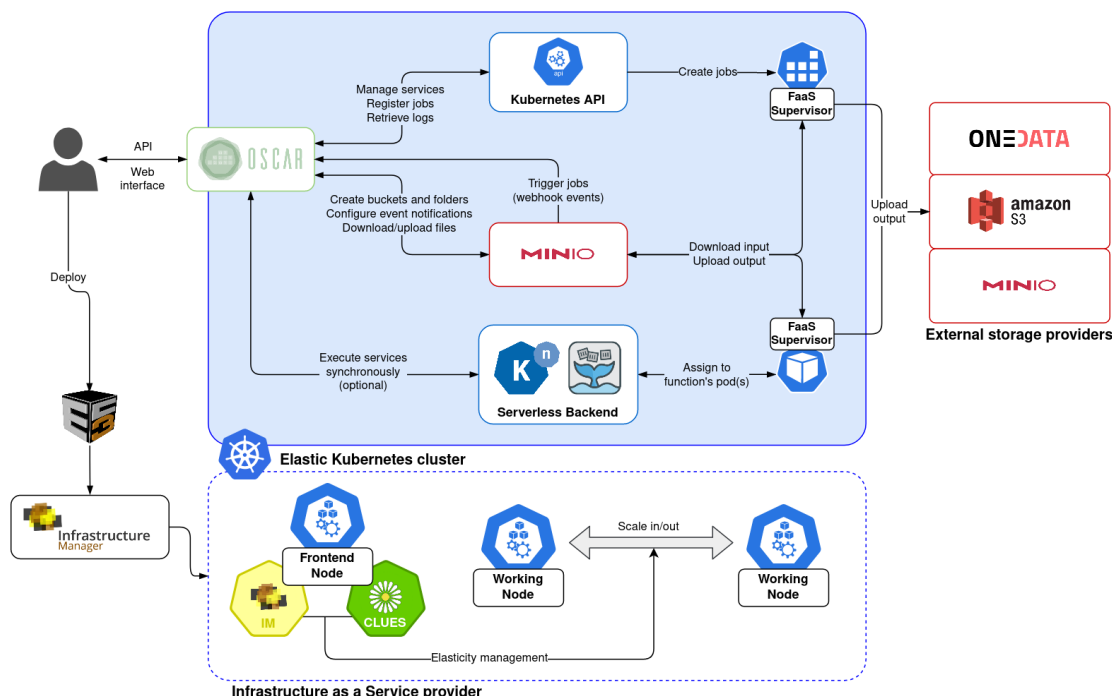 api
Kubernetes API
Create jobs
FaaS
Supervisor
Manage services
Register jobs
Retrieve logs
API
Web
interface
OSCAR
Trigger jobs
(webhook events)
Create buckets and folders
Configure event notifications
Download/upload files
MINIO
Download input
Upload output
Upload
output
ONEDATA
amazon
S3
MINIO
External storage providers
Deploy
FaaS
Supervisor
Execute services
synchronously
(optional)
K
n
Serverless Backend
Assign to
function's pod(s)
EC3
Elastic Kubernetes cluster
Infrastructure
Manager
Frontend
Node
IM
CLUES
Working
Node
Scale in/out
Working
Node
Elasticity management
Infrastructure as a Service provider